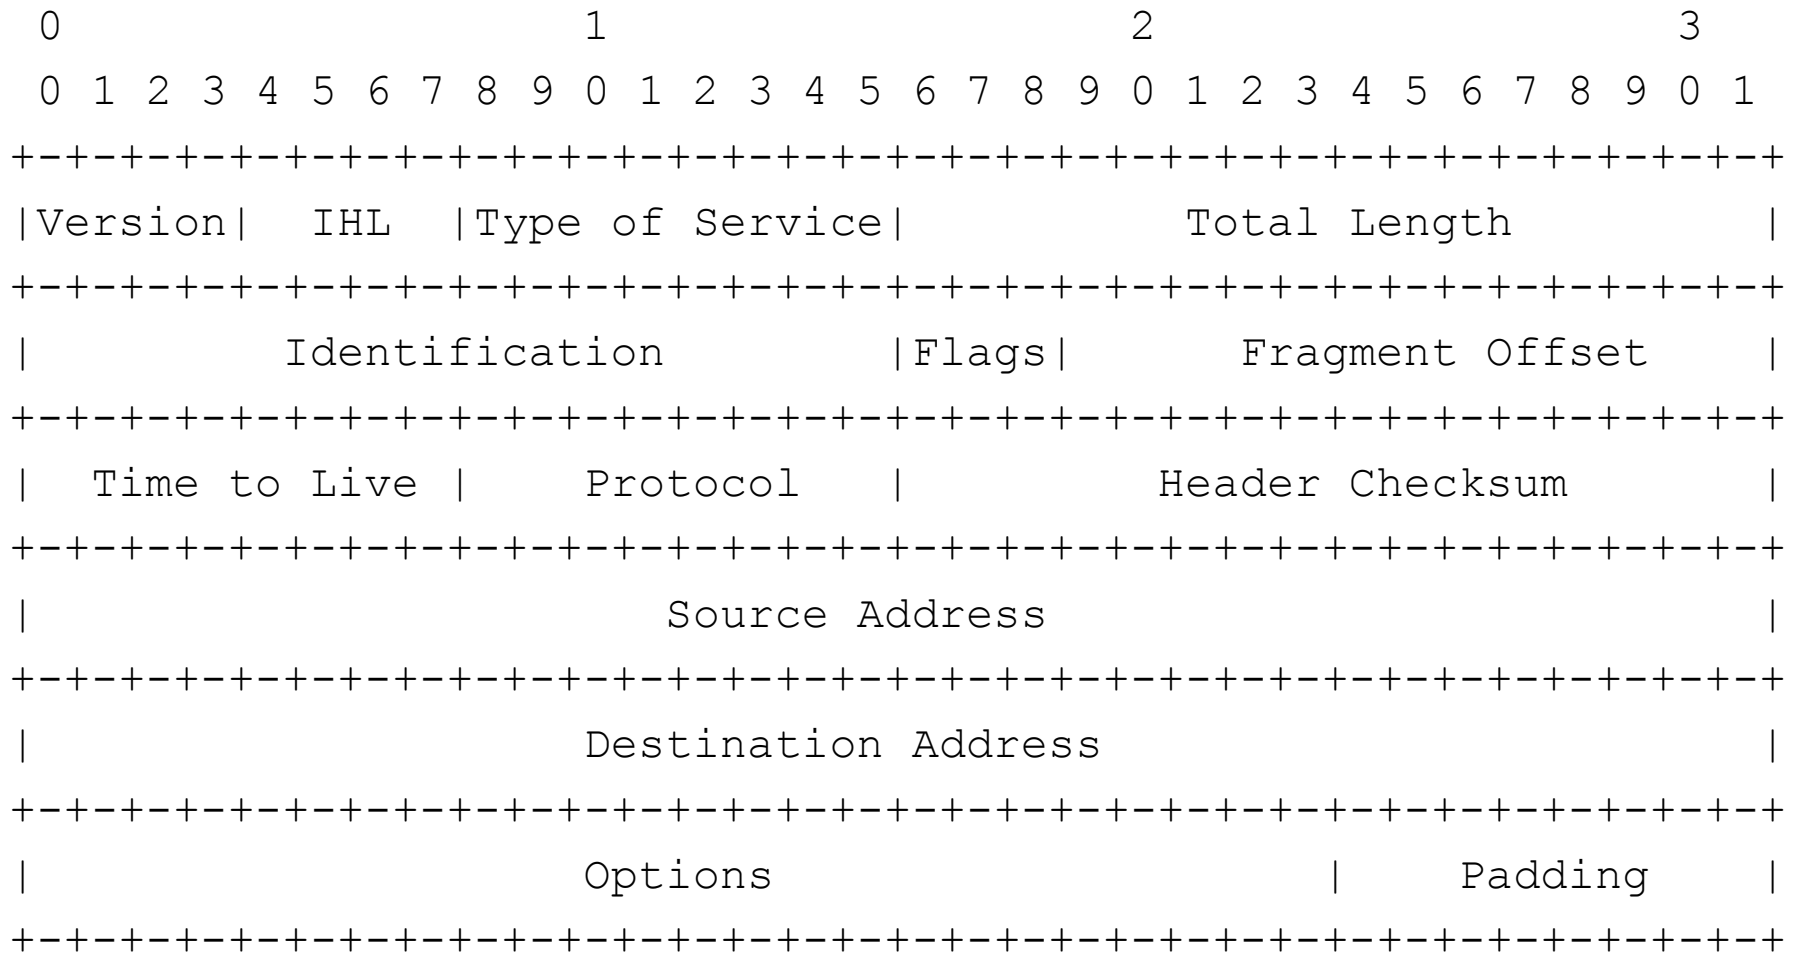 0                   1                   2                   3
 0 1 2 3 4 5 6 7 8 9 0 1 2 3 4 5 6 7 8 9 0 1 2 3 4 5 6 7 8 9 0 1
+-+-+-+-+-+-+-+-+-+-+-+-+-+-+-+-+-+-+-+-+-+-+-+-+-+-+-+-+-+-+-+-+
|Version|  IHL  |Type of Service|          Total Length         |
+-+-+-+-+-+-+-+-+-+-+-+-+-+-+-+-+-+-+-+-+-+-+-+-+-+-+-+-+-+-+-+-+
|         Identification        |Flags|      Fragment Offset    |
+-+-+-+-+-+-+-+-+-+-+-+-+-+-+-+-+-+-+-+-+-+-+-+-+-+-+-+-+-+-+-+-+
|  Time to Live |    Protocol   |         Header Checksum       |
+-+-+-+-+-+-+-+-+-+-+-+-+-+-+-+-+-+-+-+-+-+-+-+-+-+-+-+-+-+-+-+-+
|                       Source Address                          |
+-+-+-+-+-+-+-+-+-+-+-+-+-+-+-+-+-+-+-+-+-+-+-+-+-+-+-+-+-+-+-+-+
|                    Destination Address                        |
+-+-+-+-+-+-+-+-+-+-+-+-+-+-+-+-+-+-+-+-+-+-+-+-+-+-+-+-+-+-+-+-+
|                    Options                    |    Padding    |
+-+-+-+-+-+-+-+-+-+-+-+-+-+-+-+-+-+-+-+-+-+-+-+-+-+-+-+-+-+-+-+-+